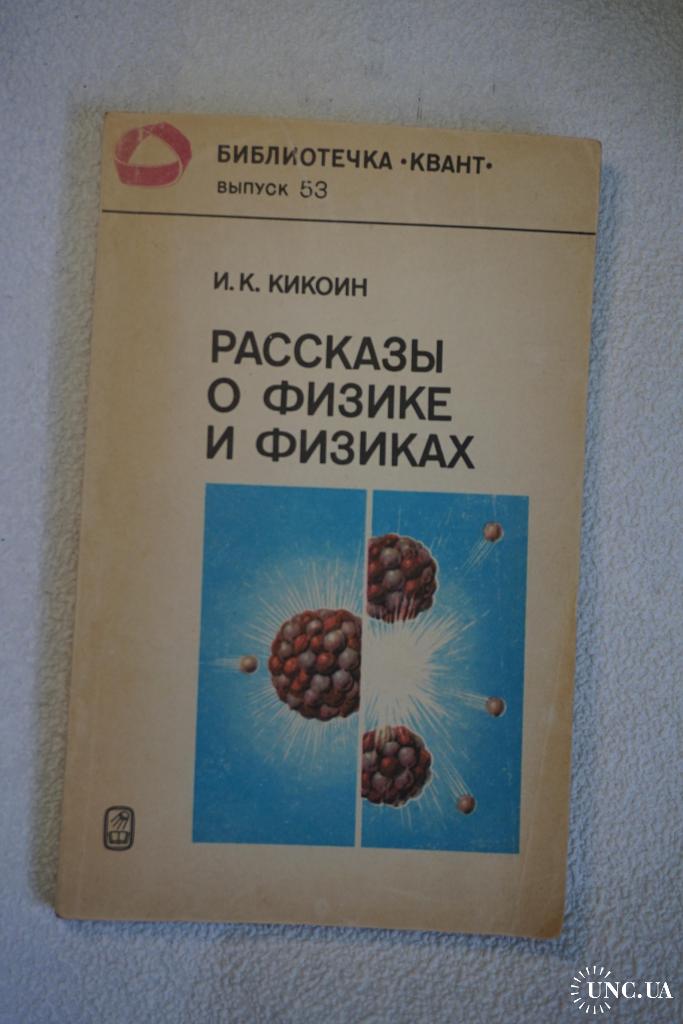 БИБЛИОТЕЧКА •КВАНТ•
ВЫПУСК 53
И. К. КИКОИН
РАССКАЗЫ
О ФИЗИКЕ
И ФИЗИКАХ
UNC.UA